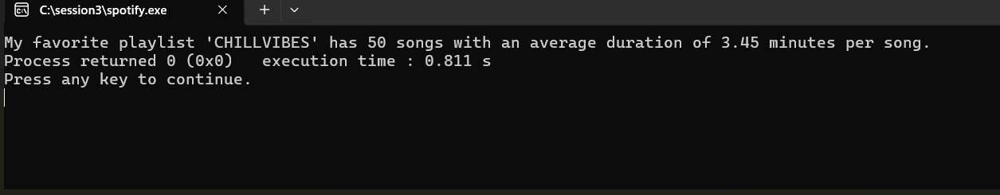 C:\session3\spotify.exe
My favorite playlist 'CHILLVIBES' has 50 songs with an average duration of 3.45 minutes per song.
Process returned 0 (0x0)   execution time : 0.811 s
Press any key to continue.